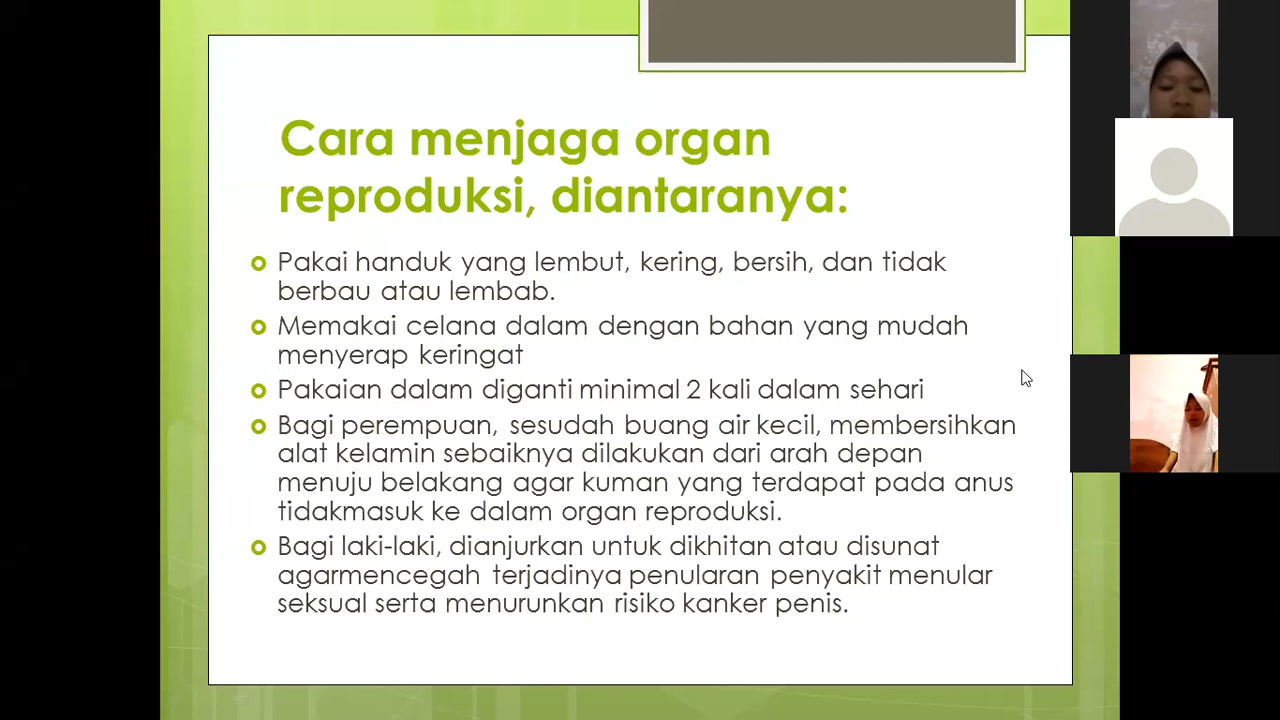 Cara menjaga organ
reproduksi, diantaranya:
Pakai handuk yang lembut, kering, bersih, dan tidak
berbau atau lembab.
Memakai celana dalam dengan bahan yang mudah
menyerap keringat
Pakaian dalam diganti minimal 2 kali dalam sehari
Bagi perempuan, sesudah buang air kecil, membersihkan
alat kelamin sebaiknya dilakukan dari arah depan
menuju belakang agar kuman yang terdapat pada anus
tidakmasuk ke dalam organ reproduksi.
Bagi laki-laki, dianjurkan untuk dikhitan atau disunat
agarmencegah terjadinya penularan penyakit menular
seksual serta menurunkan risiko kanker penis.